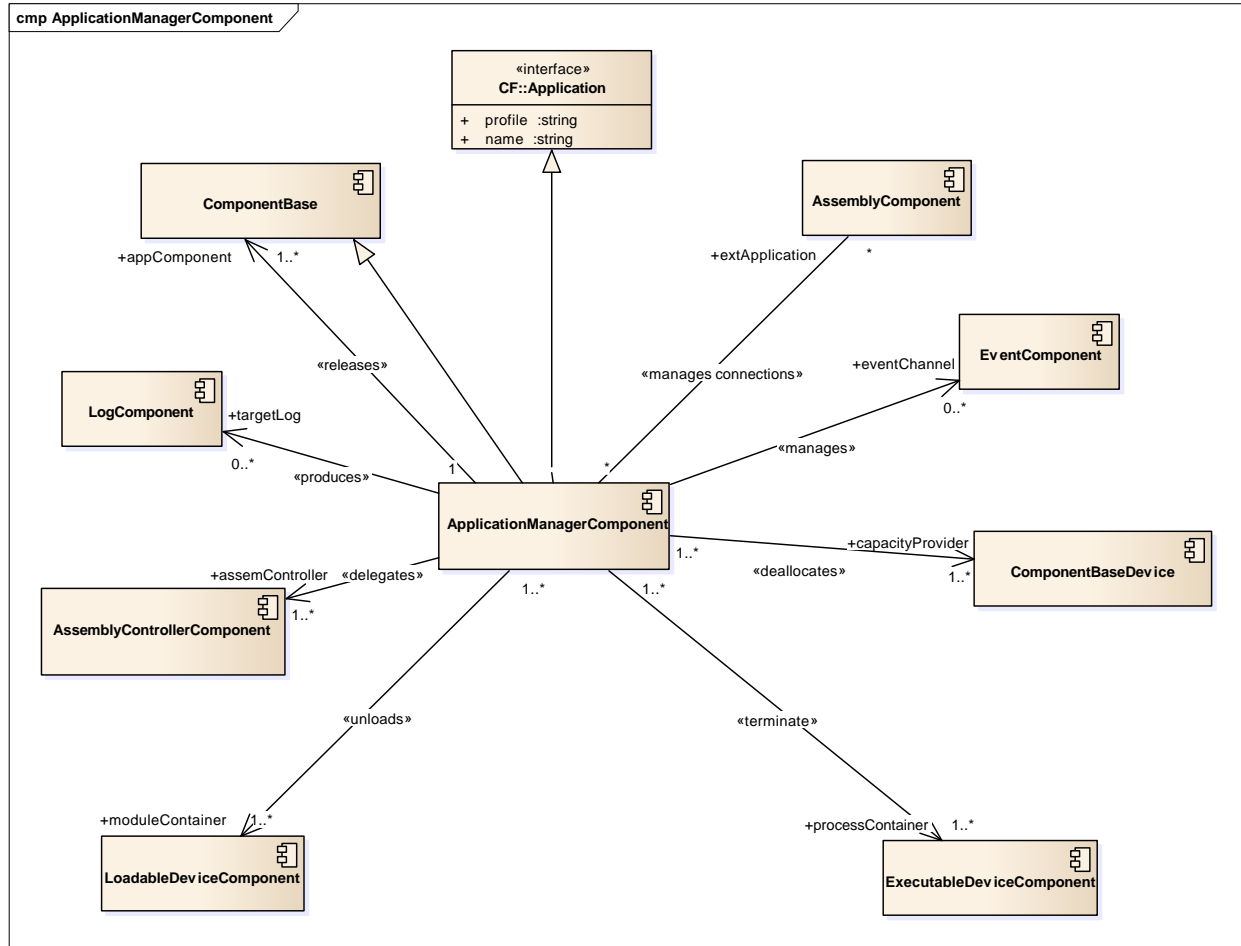 cmp ApplicationManagerComponent
«interface»
CF::Application
+ profile :string
+ name :string
ComponentBase
AssemblyComponent
+appComponent
1..*
+extApplication
*
EventComponent
+eventChannel
0..*
«releases»
«manages connections»
LogComponent
+targetLog
0..*
«produces»
«manages»
1
*
ApplicationManagerComponent
+capacityProvider
1..*
1..*
«deallocates»
ComponentBaseDevice
+assemController
«delegates»
1..*
1..*
1..*
AssemblyControllerComponent
«unloads»
«terminate»
+moduleContainer
1..*
+processContainer
1..*
LoadableDeviceComponent
ExecutableDeviceComponent